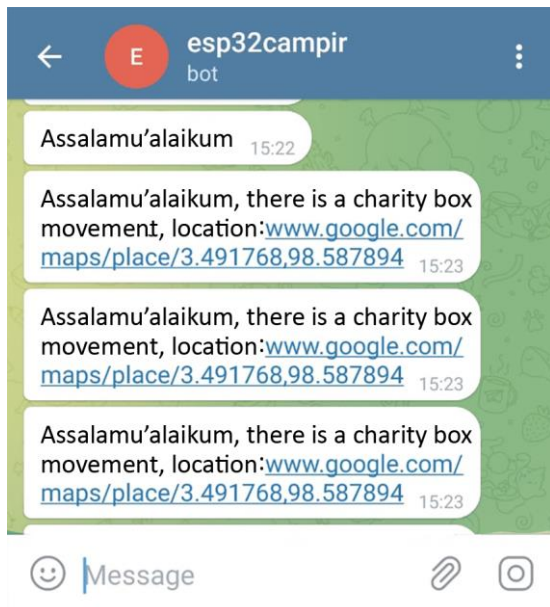 E
esp32campir
bot
Assalamu’alaikum 15:22
Assalamu’alaikum, there is a charity box
movement, location:www.google.com/
maps/place/3.491768,98.587894 15:23
Assalamu’alaikum, there is a charity box
movement, location:www.google.com/
maps/place/3.491768,98.587894 15:23
Assalamu’alaikum, there is a charity box
movement, location:www.google.com/
maps/place/3.491768,98.587894 15:23
Message